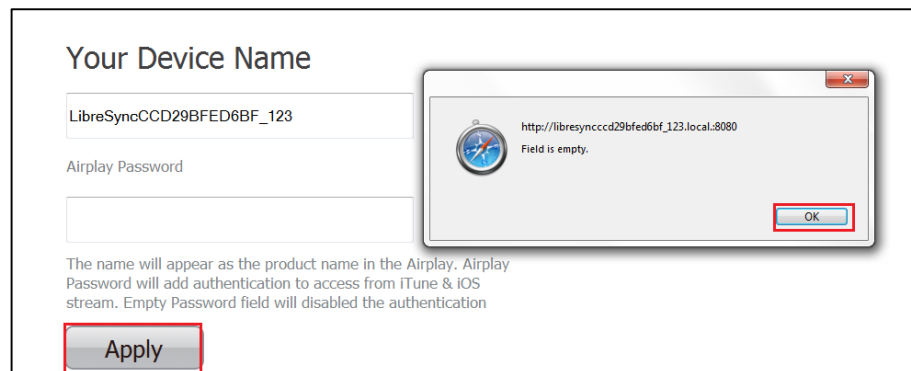 Your Device Name
LibreSyncCCD29BFED6BF_123
Airplay Password
The name will appear as the product name in the Airplay. Airplay
Password will add authentication to access from iTune & iOS
stream. Empty Password field will disabled the authentication
Apply
http://libresyncccd29bfed6bf_123.local.:8080
Field is empty.
OK